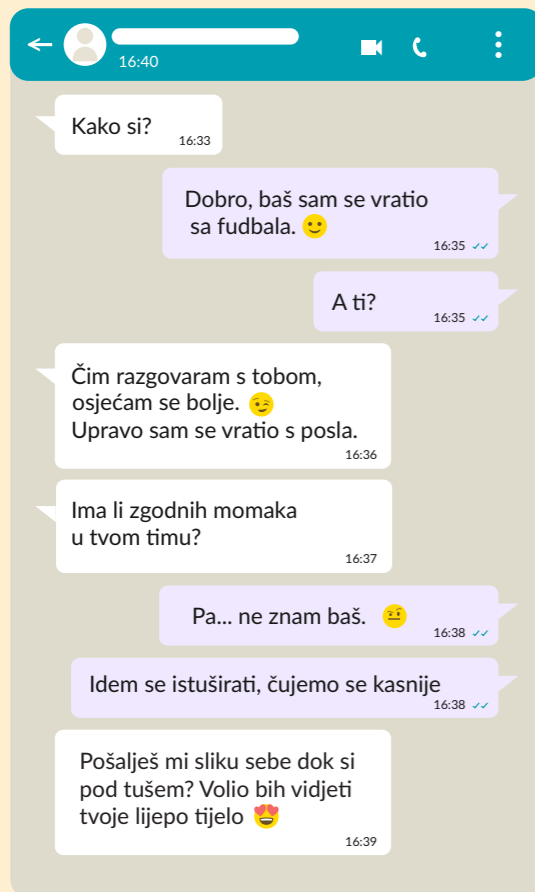 16:40
Kako si?
16:33
Dobro, baš sam se vratio
sa fudbala. 🙂
16:35
A ti?
16:35
Čim razgovaram s tobom,
osjećam se bolje. 😉
Upravo sam se vratio s posla.
16:36
Ima li zgodnih momaka
u tvom timu?
16:37
Pa... ne znam baš. 🤨
16:38
Idem se istuširati, čujemo se kasnije
16:38
Pošalješ mi sliku sebe dok si
pod tušem? Volio bih vidjeti
tvoje lijepo tijelo 😍
16:39